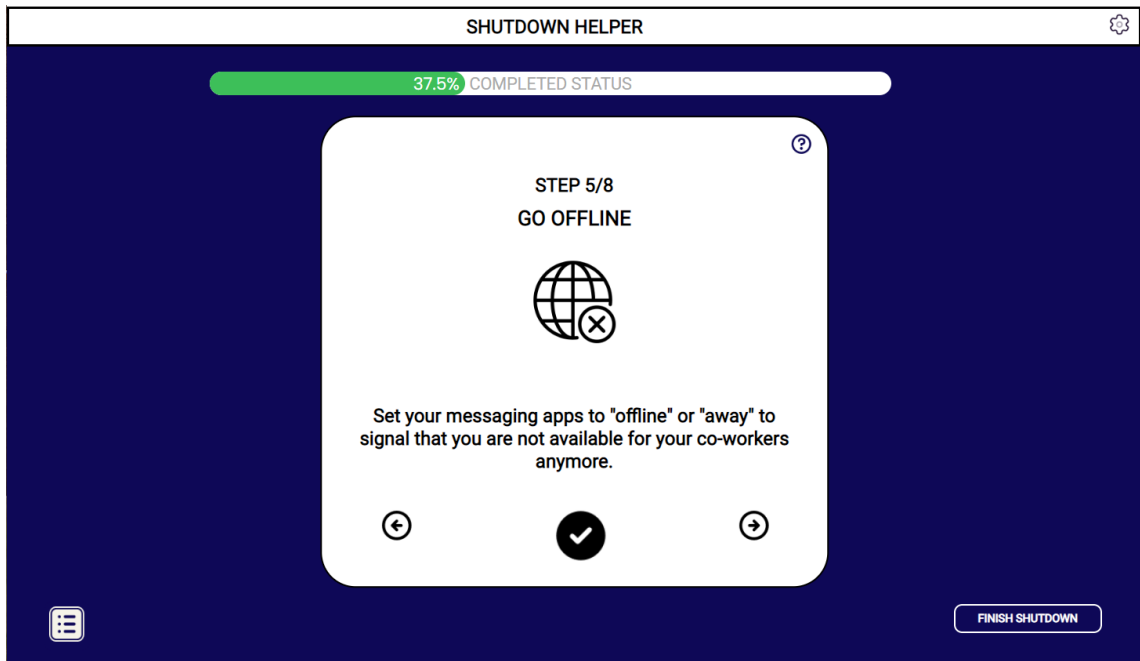 SHUTDOWN HELPER
37.5% COMPLETED STATUS
STEP 5/8
GO OFFLINE
Set your messaging apps to "offline" or "away" to
signal that you are not available for your co-workers
anymore.
FINISH SHUTDOWN